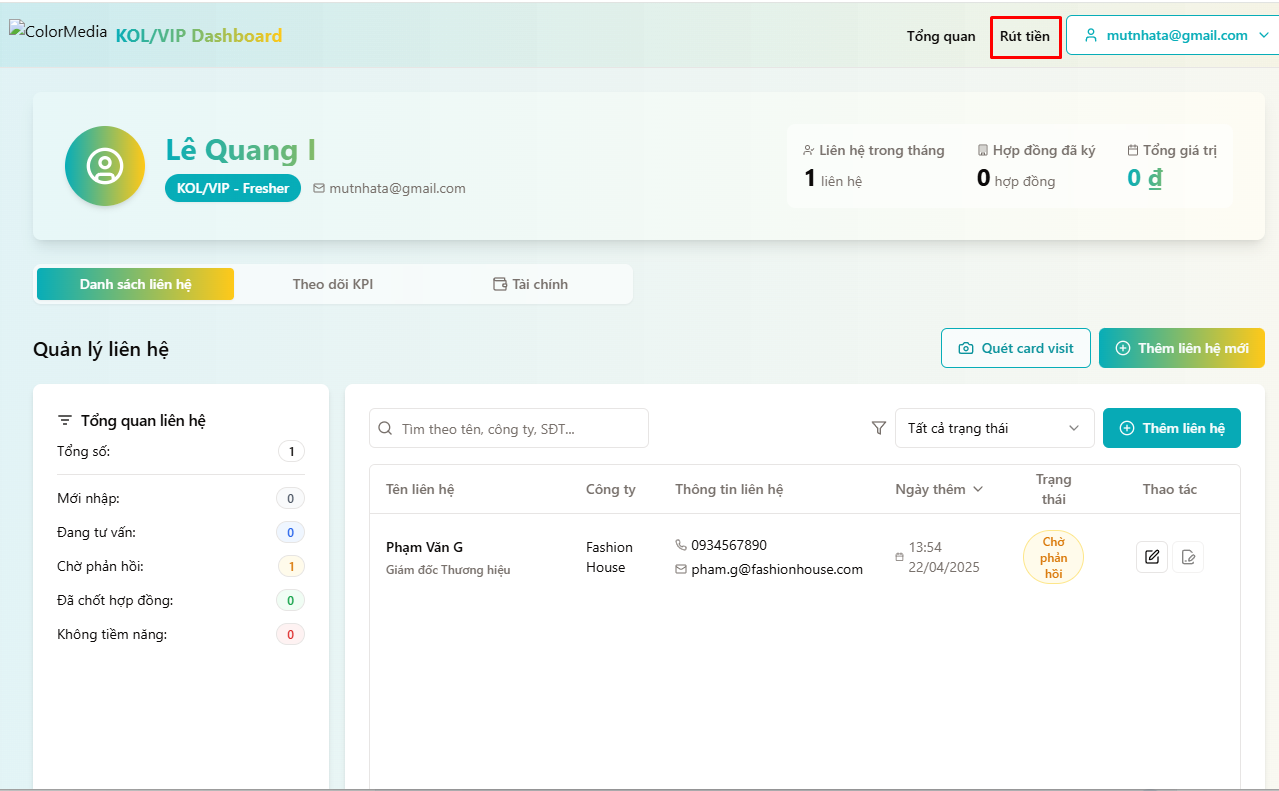 ColorMedia KOL/VIP Dashboard
Tổng quan
Rút tiền
mutnhata@gmail.com
Lê Quang I
KOL/VIP - Fresher
mutnhata@gmail.com
Liên hệ trong tháng
1 liên hệ
Hợp đồng đã ký
0 hợp đồng
Tổng giá trị
0 ₫
Danh sách liên hệ
Theo dõi KPI
Tài chính
Quản lý liên hệ
Quét card visit
Thêm liên hệ mới
Tổng quan liên hệ
Tổng số: 1
Mới nhập: 0
Đang tư vấn: 0
Chờ phản hồi: 1
Đã chốt hợp đồng: 0
Không tiềm năng: 0
Tìm theo tên, công ty, SĐT...
Tất cả trạng thái
Thêm liên hệ
Tên liên hệ
Công ty
Thông tin liên hệ
Ngày thêm
Trạng
thái
Thao tác
Phạm Văn G
Giám đốc Thương hiệu
Fashion
House
0934567890
pham.g@fashionhouse.com
13:54
22/04/2025
Chờ
phản
hồi